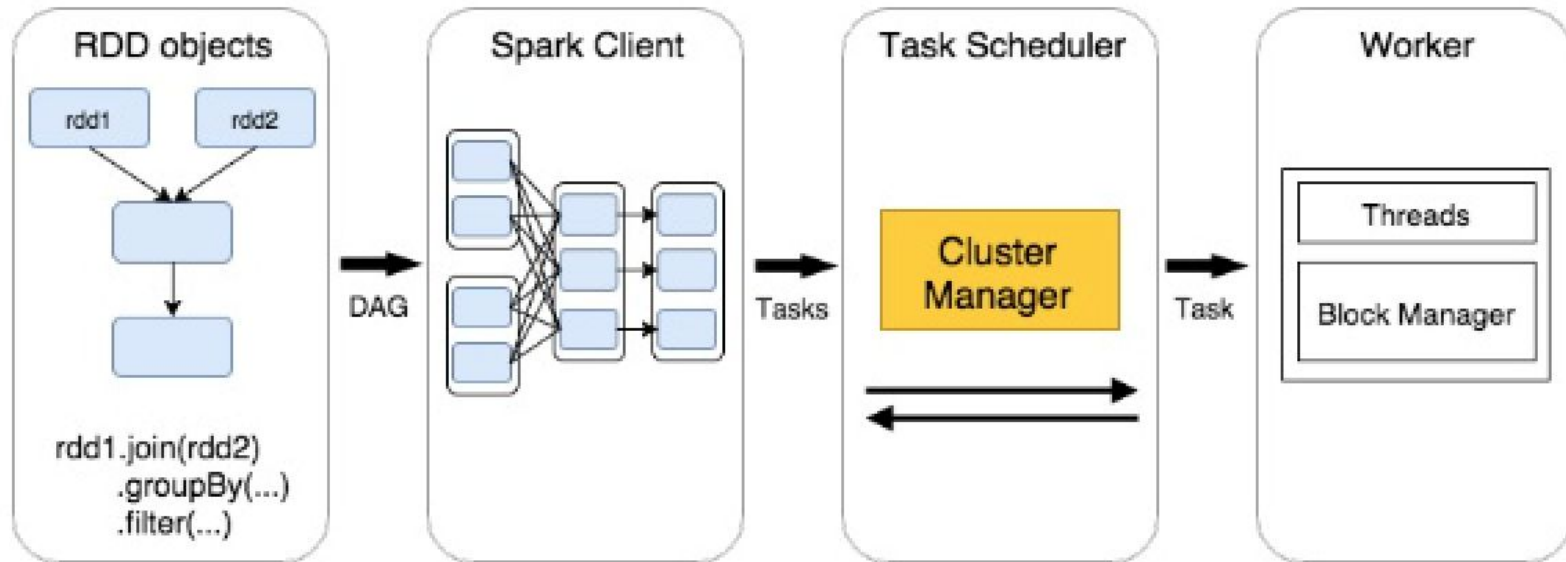 RDD objects
rdd1
rdd2
rdd1.join(rdd2)
.groupBy(...)
.filter(...)
DAG
Spark Client
Tasks
Task Scheduler
Cluster
Manager
Task
Worker
Threads
Block Manager